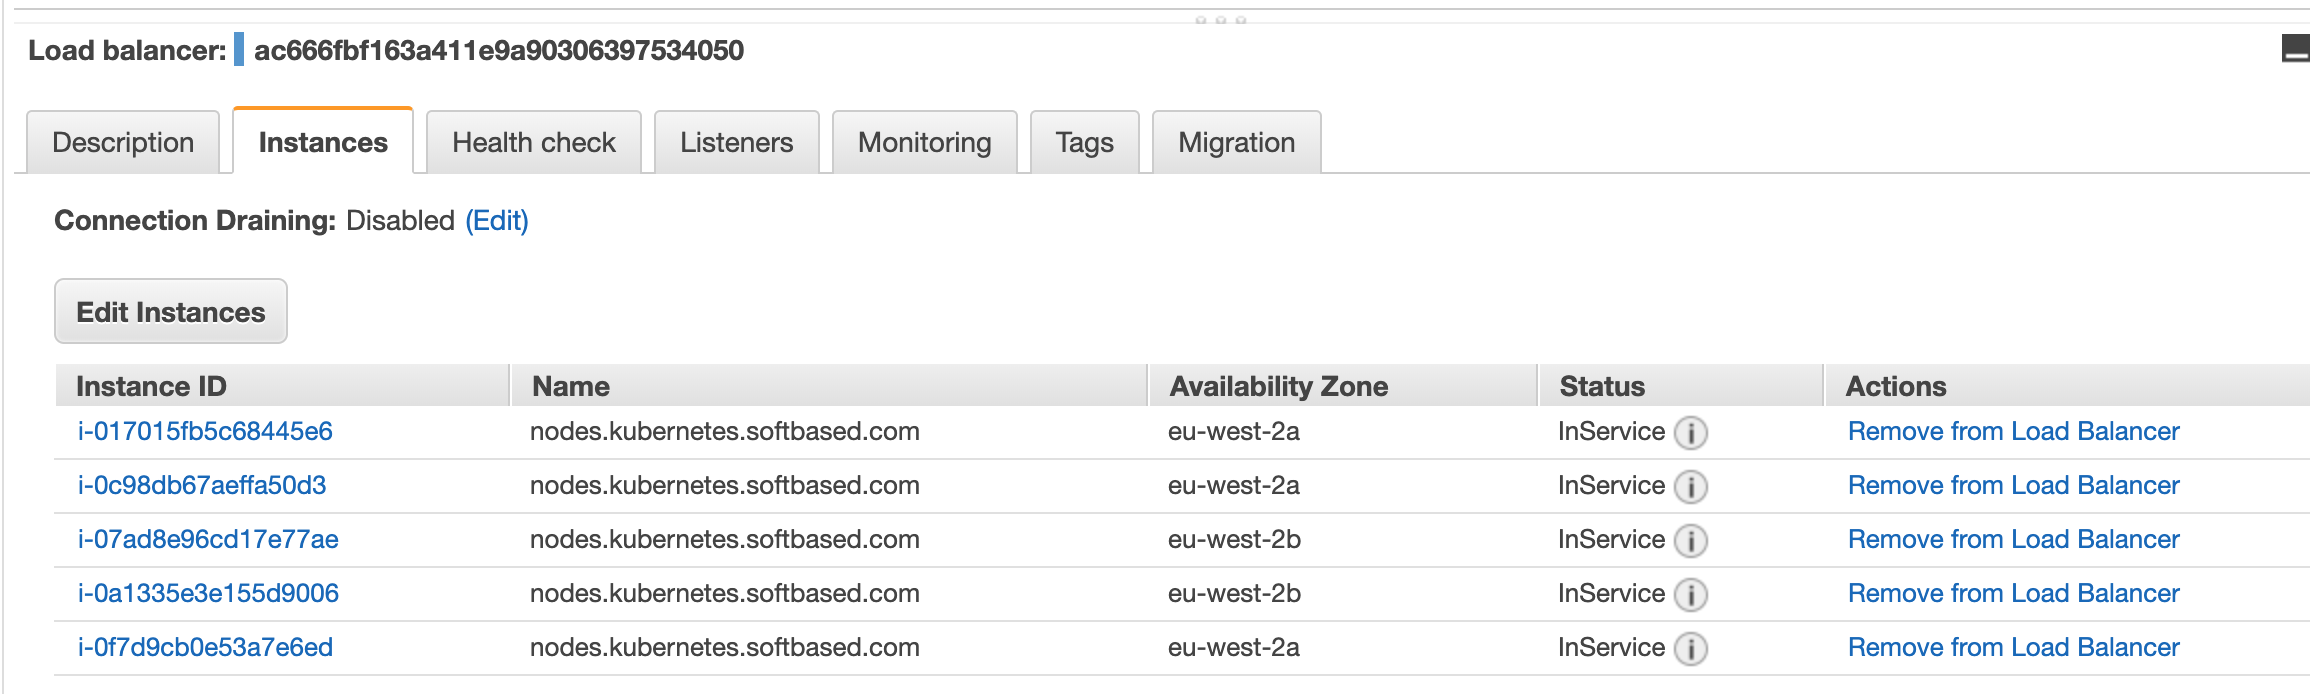 Load balancer: ac666fbf163a411e9a90306397534050
Description Instances Health check Listeners Monitoring Tags Migration
Connection Draining: Disabled (Edit)
Edit Instances
Instance ID Name Availability Zone Status Actions
i-017015fb5c68445e6 nodes.kubernetes.softbased.com eu-west-2a InService i Remove from Load Balancer
i-0c98db67aeffa50d3 nodes.kubernetes.softbased.com eu-west-2a InService i Remove from Load Balancer
i-07ad8e96cd17e77ae nodes.kubernetes.softbased.com eu-west-2b InService i Remove from Load Balancer
i-0a1335e3e155d9006 nodes.kubernetes.softbased.com eu-west-2b InService i Remove from Load Balancer
i-0f7d9cb0e53a7e6ed nodes.kubernetes.softbased.com eu-west-2a InService i Remove from Load Balancer